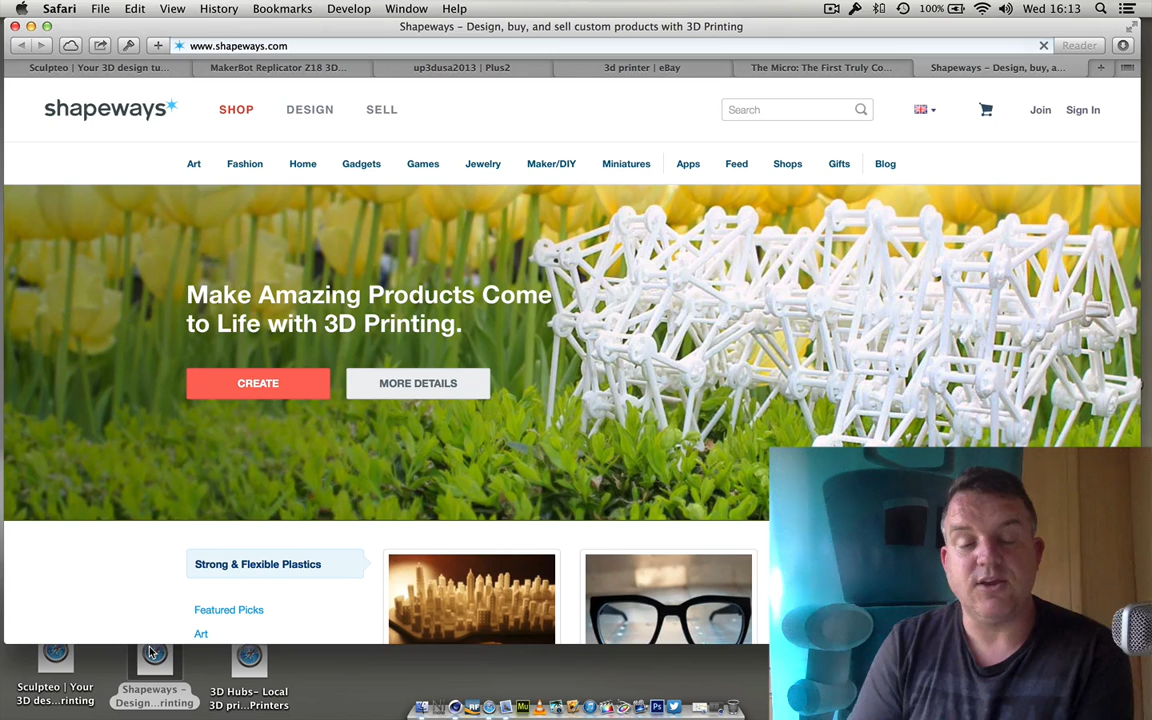 Safari File Edit View History Bookmarks Develop Window Help 100% Wed 16:13
Shapeways - Design, buy, and sell custom products with 3D Printing
www.shapeways.com Reader
Sculpteo | Your 3D design tu... MakerBot Replicator Z18 3D... up3dusa2013 | Plus2 3d printer | eBay The Micro: The First Truly Co... Shapeways - Design, buy, a...
shapeways SHOP DESIGN SELL Search Join Sign In
Art Fashion Home Gadgets Games Jewelry Maker/DIY Miniatures Apps Feed Shops Gifts Blog
Make Amazing Products Come
to Life with 3D Printing.
CREATE MORE DETAILS
Strong & Flexible Plastics
Featured Picks
Art
Sculpteo | Your
3D des...rinting
Shapeways -
Design...rinting
3D Hubs- Local
3D pri...Printers
RF Mu Ps